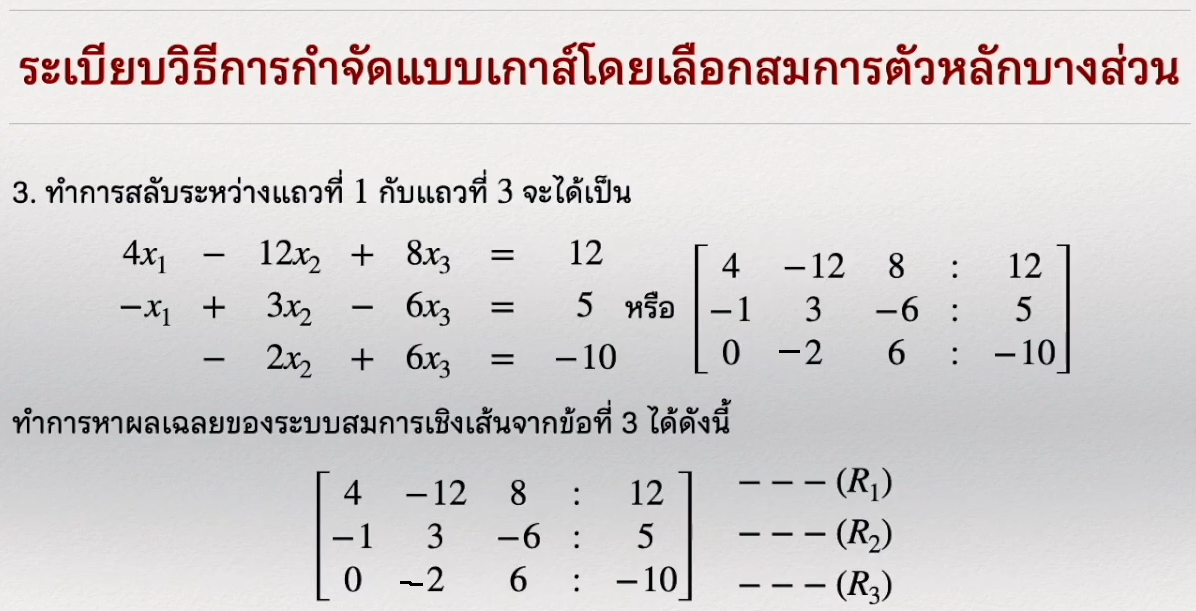 ระเบียบวิธีการกำจัดแบบเกาส์โดยเลือกสมการตัวหลักบางส่วน
3. ทำการสลับระหว่างแถวที่ 1 กับแถวที่ 3 จะได้เป็น
4x₁ − 12x₂ + 8x₃ = 12
−x₁ + 3x₂ − 6x₃ = 5
− 2x₂ + 6x₃ = −10
หรือ
4 −12 8 : 12
−1 3 −6 : 5
0 −2 6 : −10
ทำการหาผลเฉลยของระบบสมการเชิงเส้นจากข้อที่ 3 ได้ดังนี้
4 −12 8 : 12 − − − (R₁)
−1 3 −6 : 5 − − − (R₂)
0 −2 6 : −10 − − − (R₃)